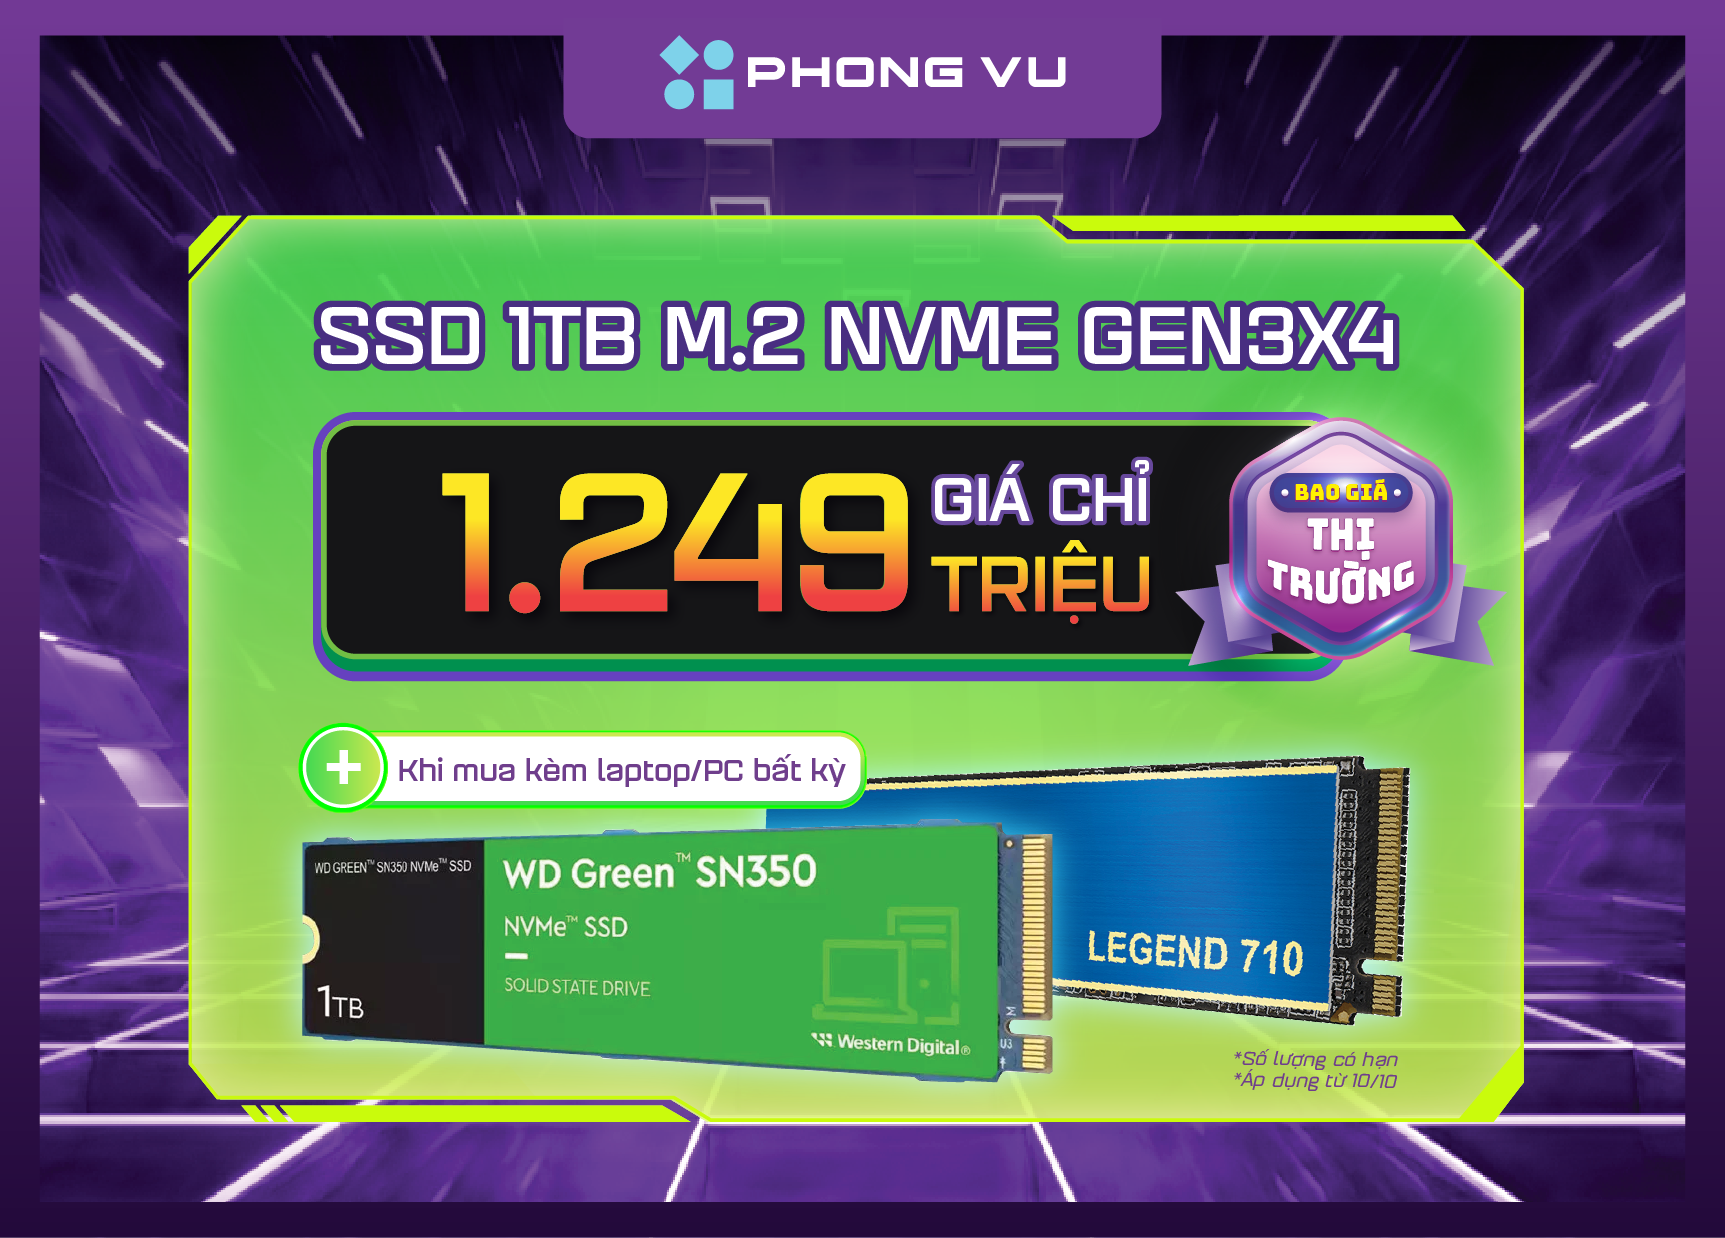 PHONG VU
SSD 1TB M.2 NVME GEN3X4
1.249 GIÁ CHỈ
TRIỆU
BAO GIÁ
THỊ
TRƯỜNG
+ Khi mua kèm laptop/PC bất kỳ
WD GREEN™ SN350 NVMe™ SSD
1TB
WD Green™ SN350
NVMe™ SSD
SOLID STATE DRIVE
Western Digital®
M
U3
LEGEND 710
*Số lượng có hạn
*Áp dụng từ 10/10